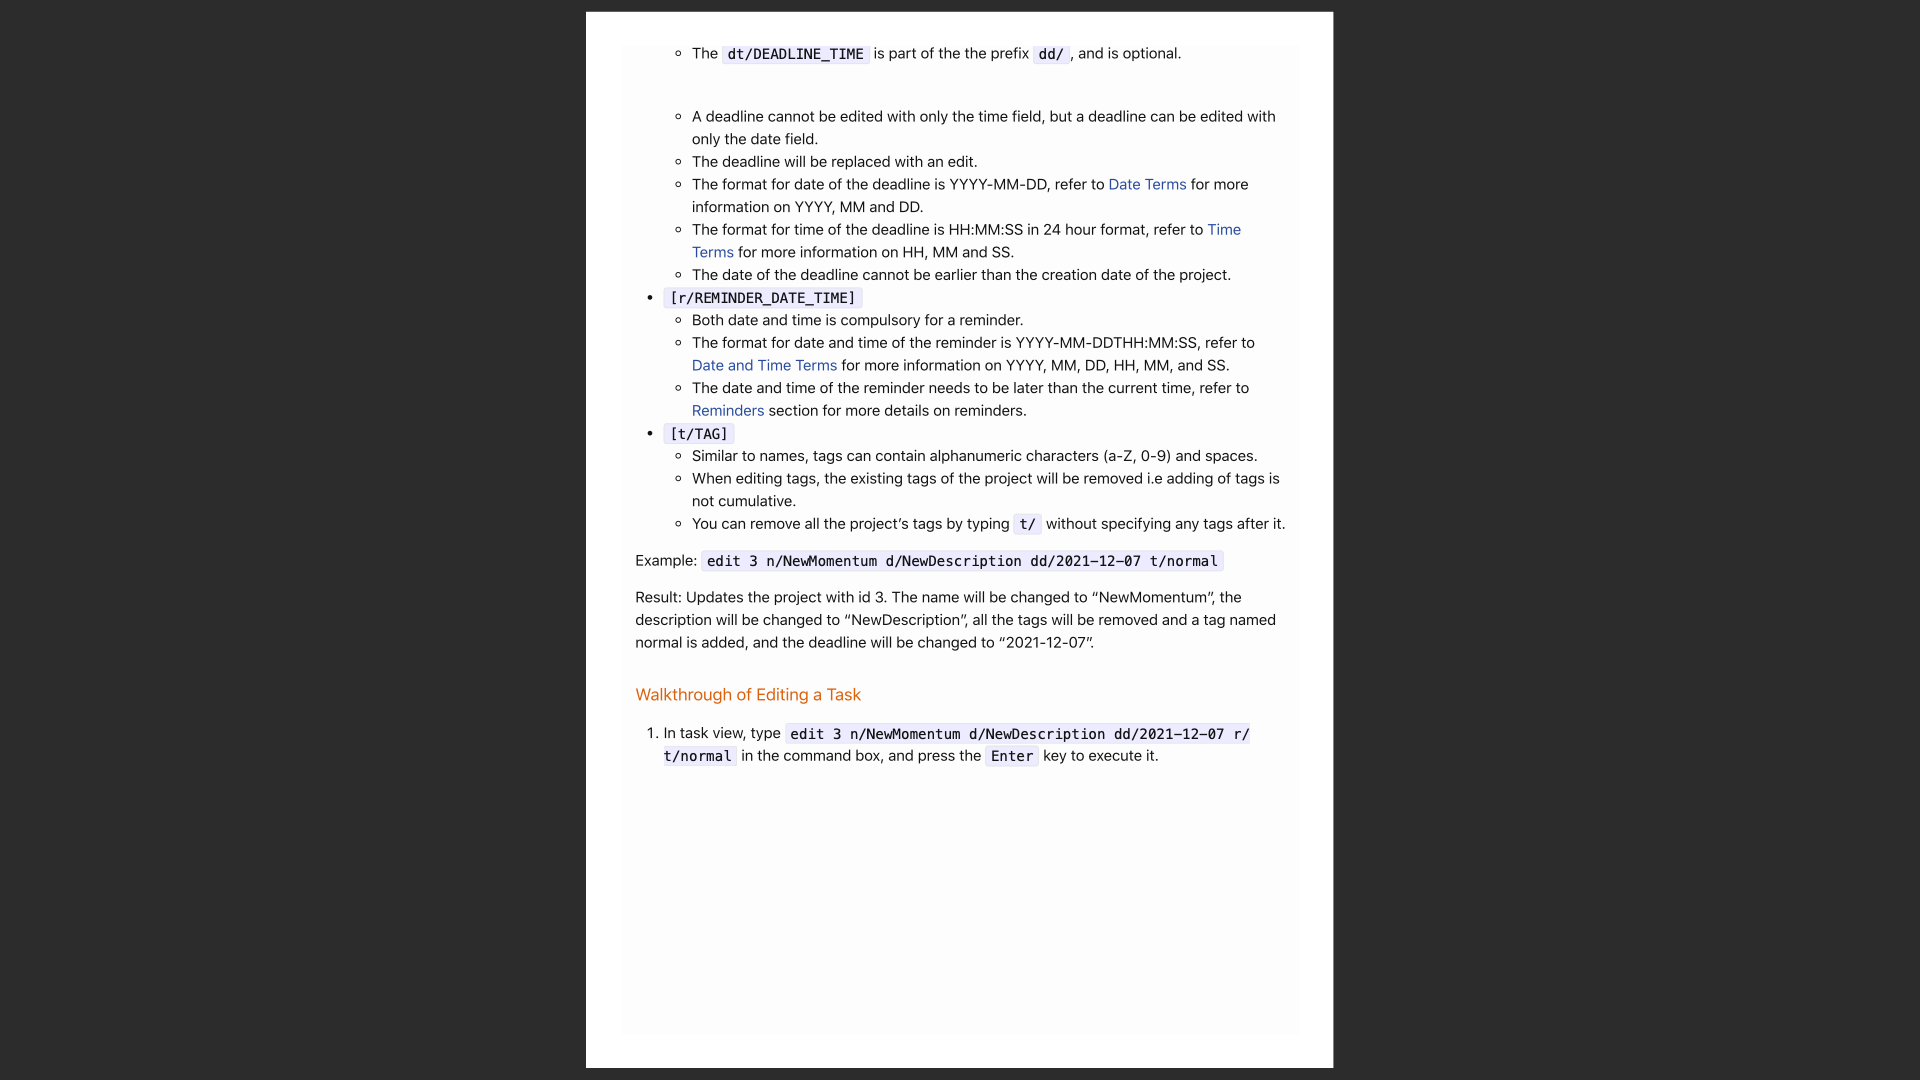 The dt/DEADLINE_TIME is part of the the prefix dd/ , and is optional.
A deadline cannot be edited with only the time field, but a deadline can be edited with
only the date field.
The deadline will be replaced with an edit.
The format for date of the deadline is YYYY-MM-DD, refer to Date Terms for more
information on YYYY, MM and DD.
The format for time of the deadline is HH:MM:SS in 24 hour format, refer to Time
Terms for more information on HH, MM and SS.
The date of the deadline cannot be earlier than the creation date of the project.
[r/REMINDER_DATE_TIME]
Both date and time is compulsory for a reminder.
The format for date and time of the reminder is YYYY-MM-DDTHH:MM:SS, refer to
Date and Time Terms for more information on YYYY, MM, DD, HH, MM, and SS.
The date and time of the reminder needs to be later than the current time, refer to
Reminders section for more details on reminders.
[t/TAG]
Similar to names, tags can contain alphanumeric characters (a-Z, 0-9) and spaces.
When editing tags, the existing tags of the project will be removed i.e adding of tags is
not cumulative.
You can remove all the project’s tags by typing t/ without specifying any tags after it.
Example: edit 3 n/NewMomentum d/NewDescription dd/2021-12-07 t/normal
Result: Updates the project with id 3. The name will be changed to “NewMomentum”, the
description will be changed to “NewDescription”, all the tags will be removed and a tag named
normal is added, and the deadline will be changed to “2021-12-07”.
Walkthrough of Editing a Task
1. In task view, type edit 3 n/NewMomentum d/NewDescription dd/2021-12-07 r/
t/normal in the command box, and press the Enter key to execute it.